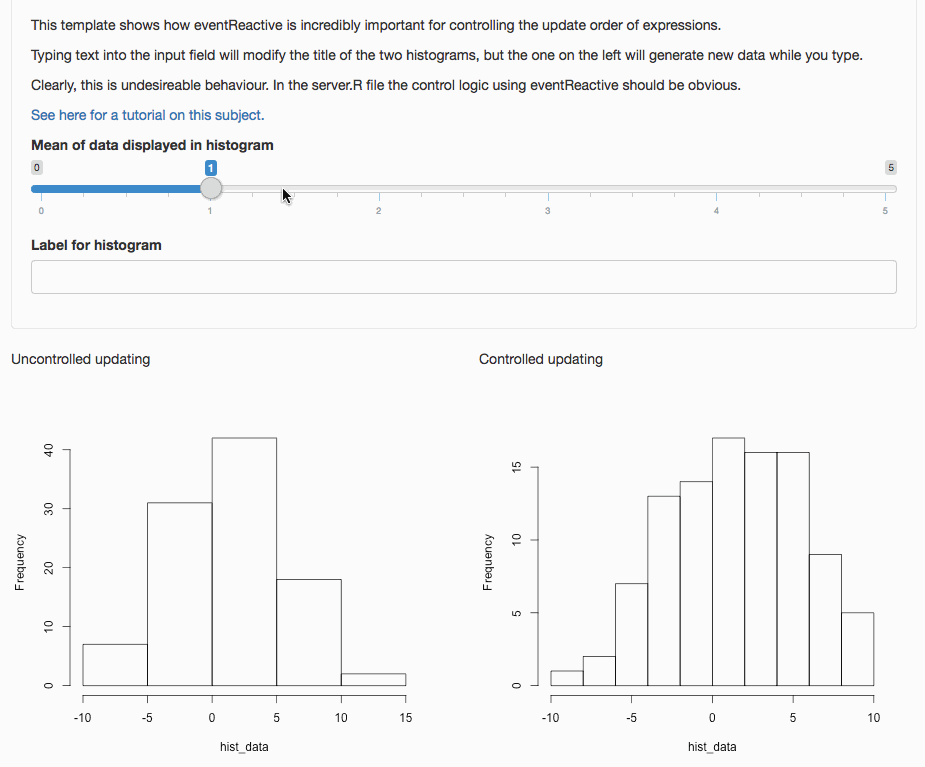 This template shows how eventReactive is incredibly important for controlling the update order of expressions.
Typing text into the input field will modify the title of the two histograms, but the one on the left will generate new data while you type.
Clearly, this is undesireable behaviour. In the server.R file the control logic using eventReactive should be obvious.
See here for a tutorial on this subject.
Mean of data displayed in histogram
0 1 5
0 1 2 3 4 5
Label for histogram
Uncontrolled updating
Frequency
40
30
20
10
0
-10 -5 0 5 10 15
hist_data
Controlled updating
Frequency
15
10
5
0
-10 -5 0 5 10
hist_data